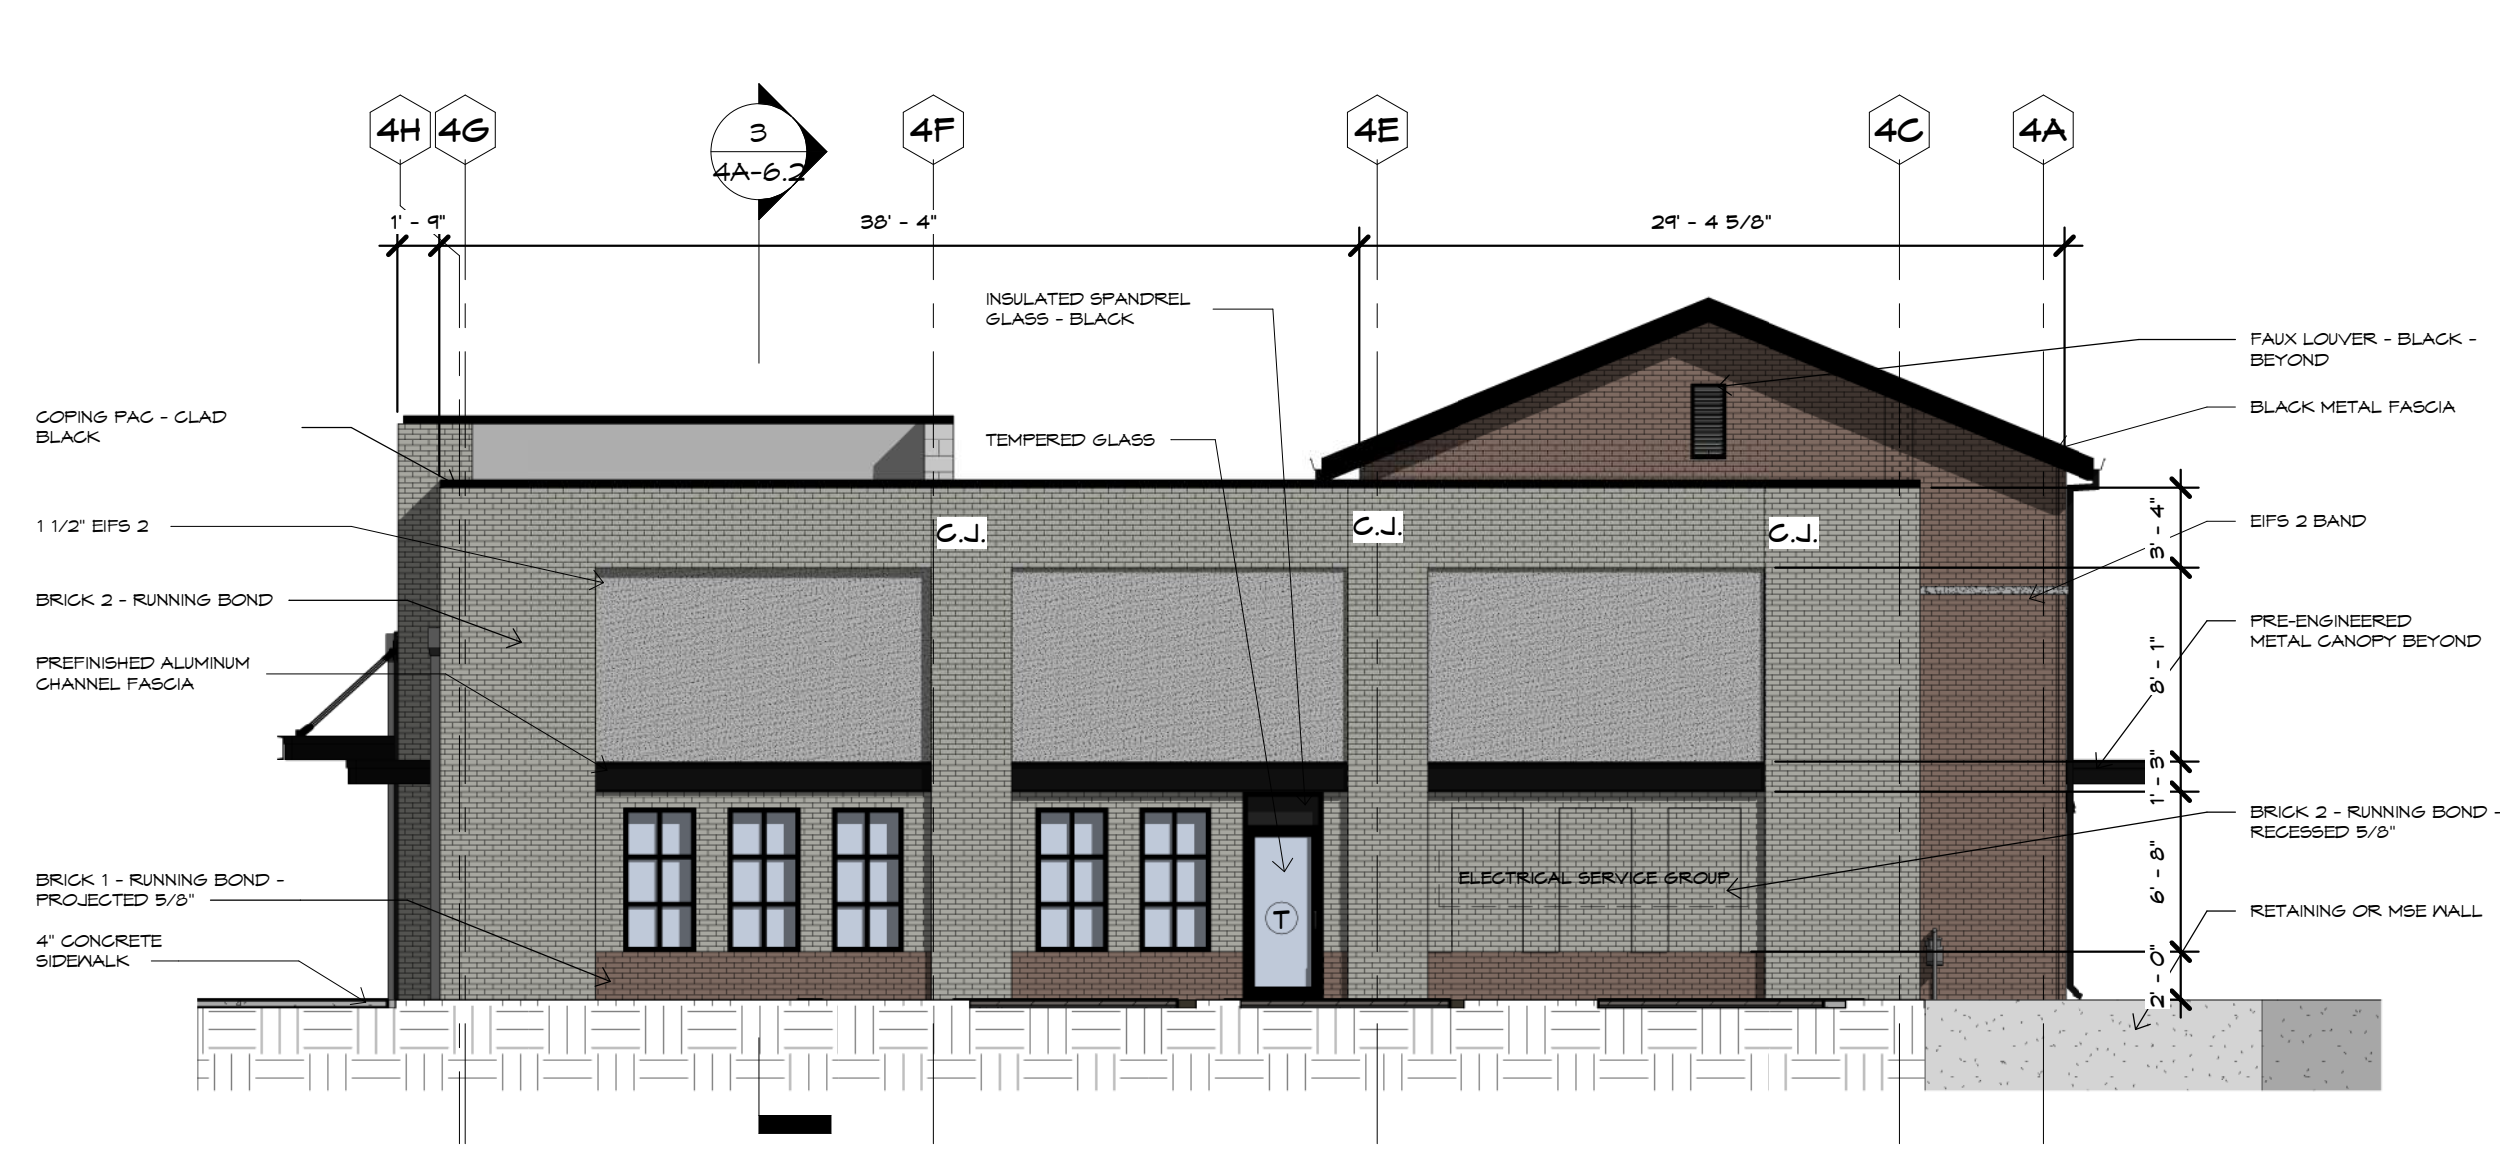 4H
4G
3
4A-6.2
4F
4E
4C
4A
1' - 9"
38' - 4"
29' - 4 5/8"
INSULATED SPANDREL
GLASS - BLACK
TEMPERED GLASS
COPING PAC - CLAD
BLACK
1 1/2" EIFS 2
BRICK 2 - RUNNING BOND
PREFINISHED ALUMINUM
CHANNEL FASCIA
BRICK 1 - RUNNING BOND -
PROJECTED 5/8"
4" CONCRETE
SIDEWALK
C.J.
C.J.
C.J.
ELECTRICAL SERVICE GROUP
T
FAUX LOUVER - BLACK -
BEYOND
BLACK METAL FASCIA
EIFS 2 BAND
PRE-ENGINEERED
METAL CANOPY BEYOND
BRICK 2 - RUNNING BOND -
RECESSED 5/8"
RETAINING OR MSE WALL
3' - 4"
8' - 1"
1' - 3"
6' - 8"
2' - 0"